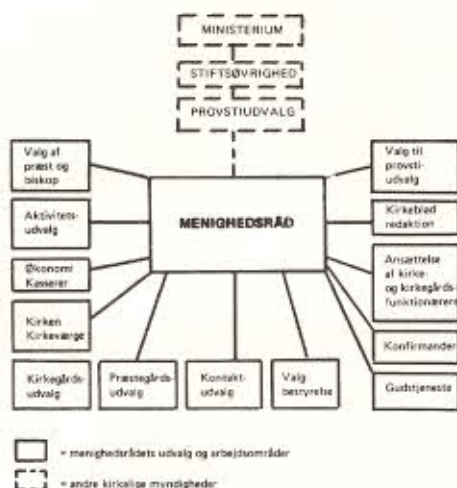 MINISTERIUM
STIFTSØVRIGHED
PROVSTIUDVALG
Valg af
præst og
biskop
Valg til
provsti-
udvalg
MENIGHEDSRÅD
Aktivitets-
udvalg
Kirkeblad
redaktion
Økonomi
Kasserer
Ansættelse
af kirke-
og kirkegårds-
funktionærere
Kirken
Kirkeværge
Konfirmander
Kirkegårds-
udvalg
Præstegårds-
udvalg
Kontakt-
udvalg
Valg
bestyrelse
Gudstjeneste
= menighedsrådets udvalg og arbejdsområder
= andre kirkelige myndigheder